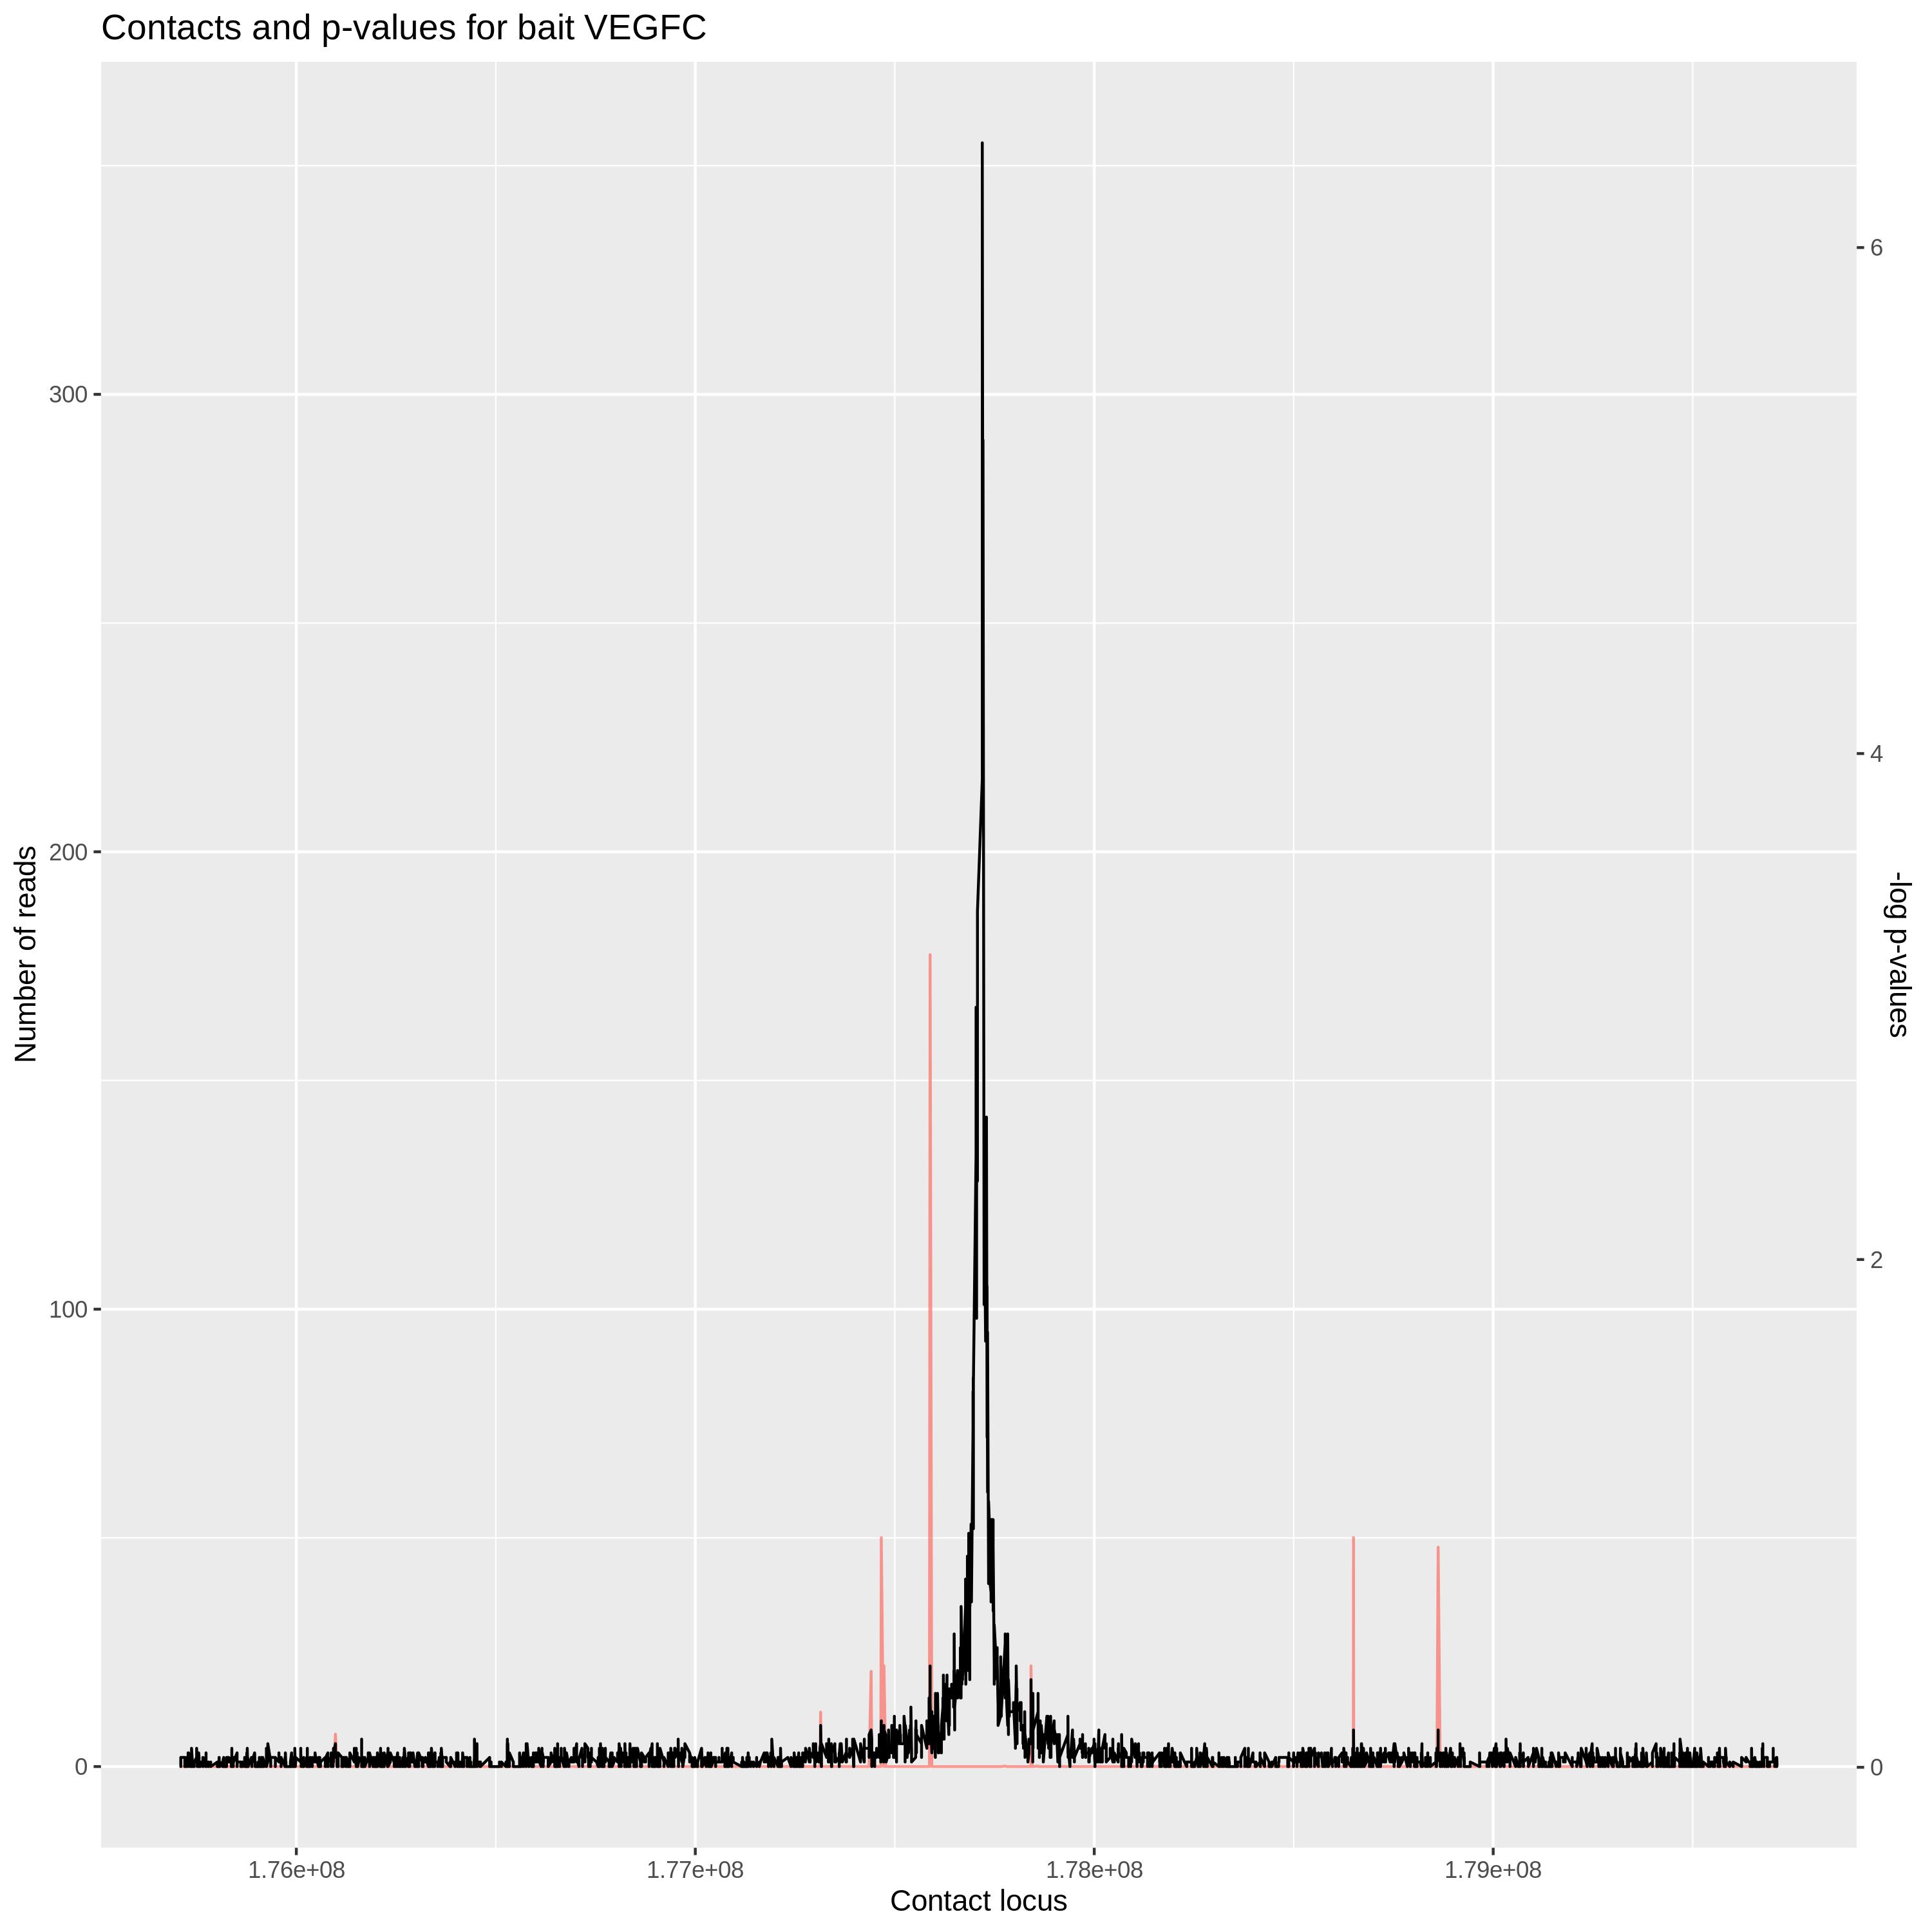 Contacts and p-values for bait VEGFC
Number of reads
300
200
100
0
6
4
2
0
-log p-values
1.76e+08
1.77e+08
1.78e+08
1.79e+08
Contact locus